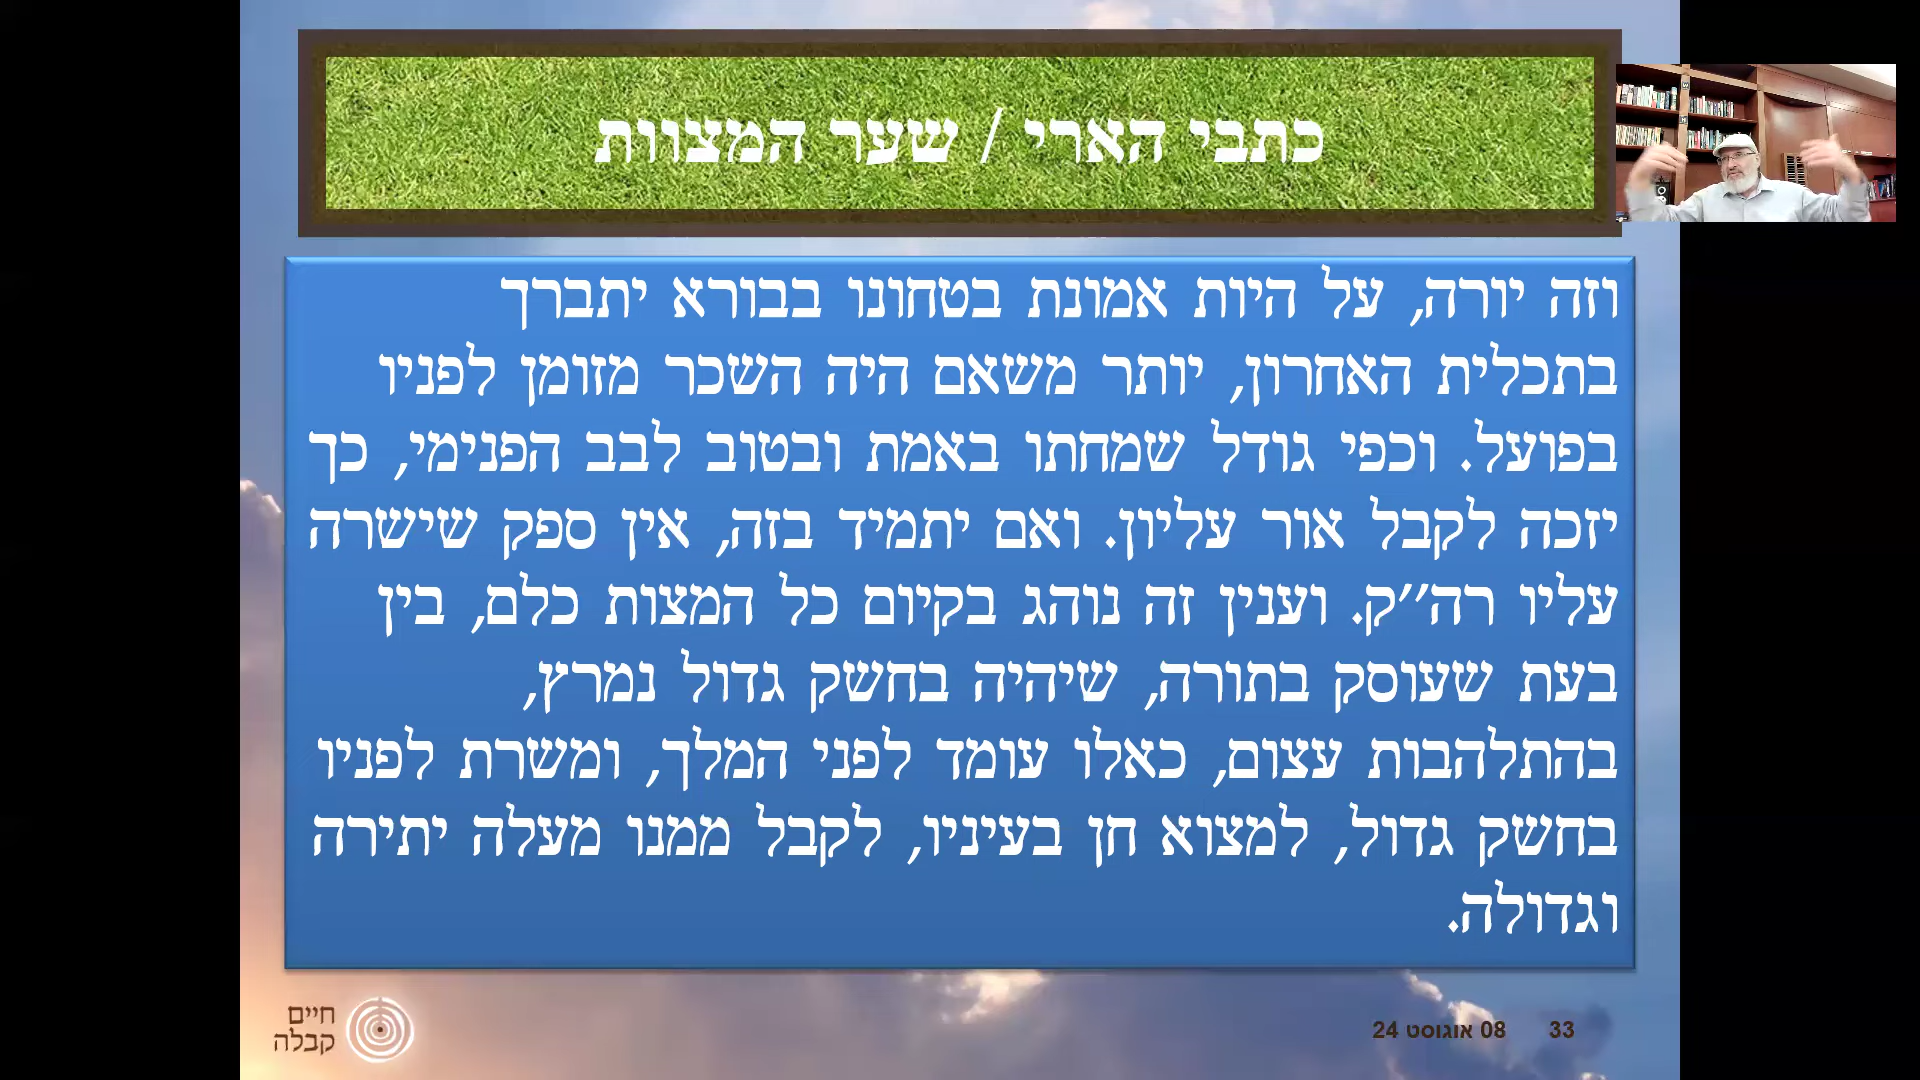 כתבי הארי / שער המצוות
וזה יורה, על היות אמונת בטחונו בבורא יתברך
בתכלית האחרון, יותר משאם היה השכר מזומן לפניו
בפועל. וכפי גודל שמחתו באמת ובטוב לבב הפנימי, כך
יזכה לקבל אור עליון. ואם יתמיד בזה, אין ספק שישרה
עליו רה״ק. וענין זה נוהג בקיום כל המצות כלם, בין
בעת שעוסק בתורה, שיהיה בחשק גדול נמרץ,
בהתלהבות עצום, כאלו עומד לפני המלך, ומשרת לפניו
בחשק גדול, למצוא חן בעיניו, לקבל ממנו מעלה יתירה
וגדולה.
33 08 אוגוסט 24
חיים
קבלה